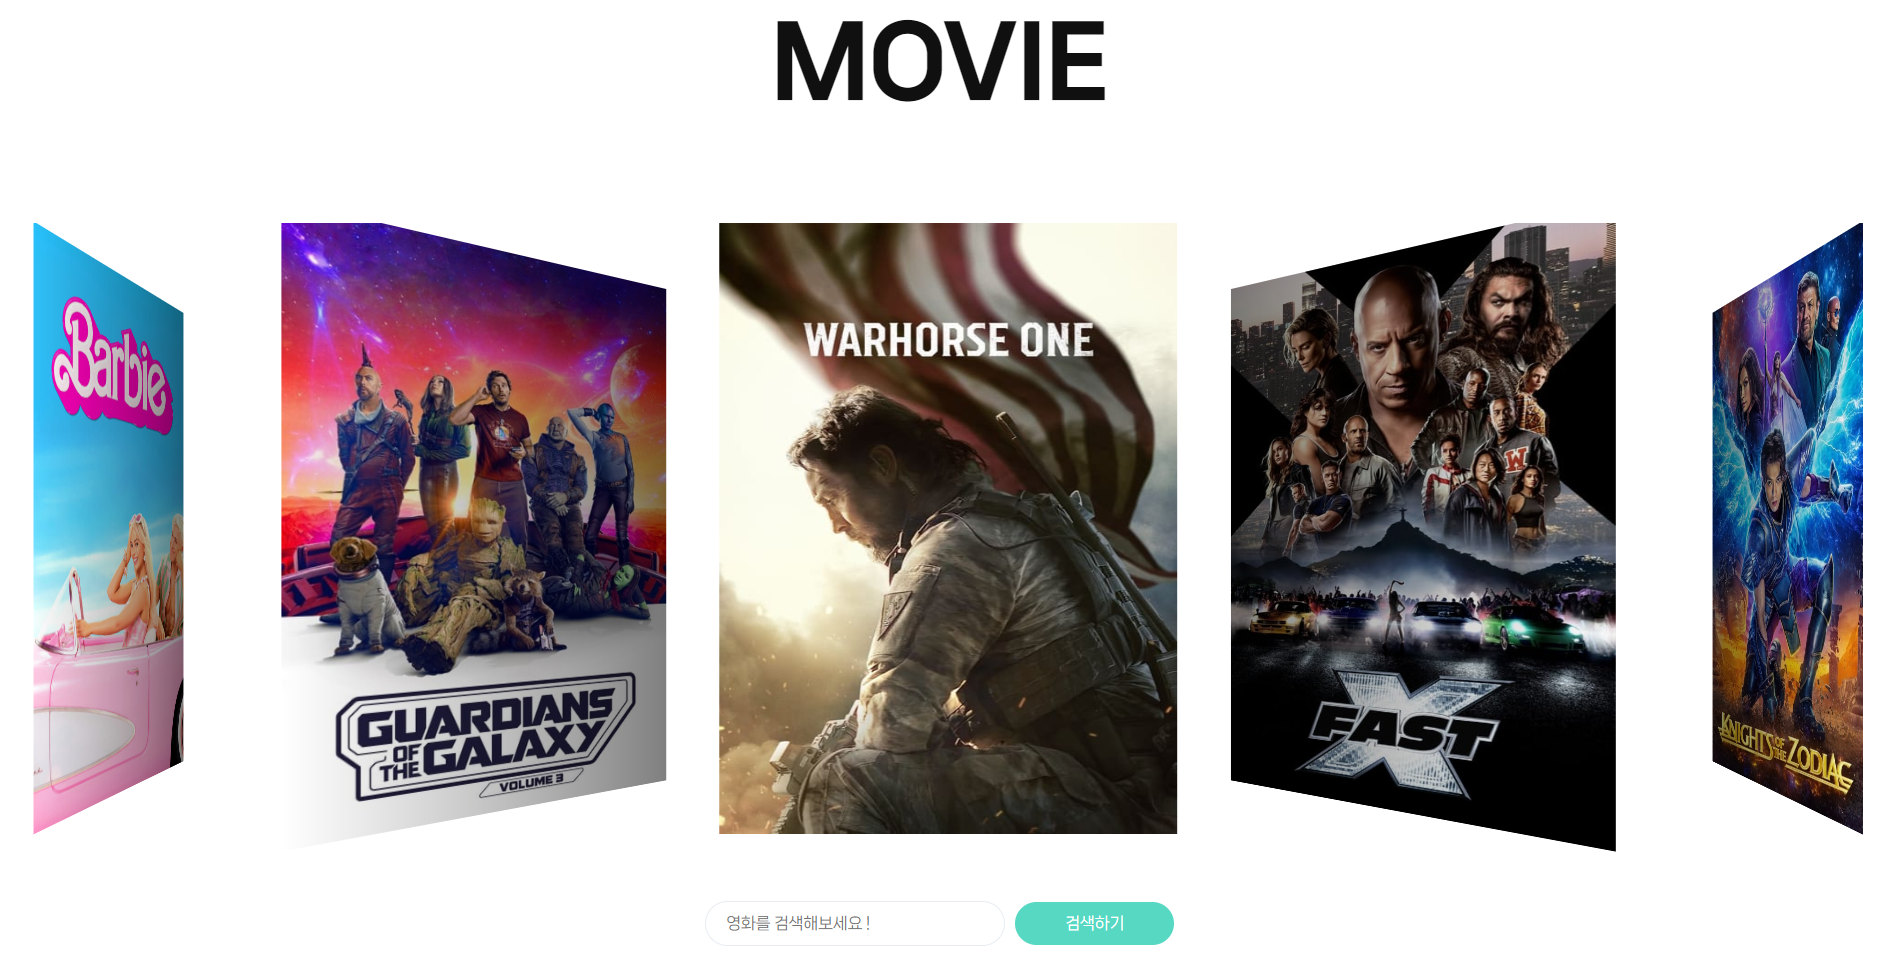 MOVIE
Barbie
GUARDIANS
OF
THE GALAXY
VOLUME 3
WARHORSE ONE
W
FAST X
KNIGHTS OF THE ZODIAC
영화를 검색해보세요 !
검색하기